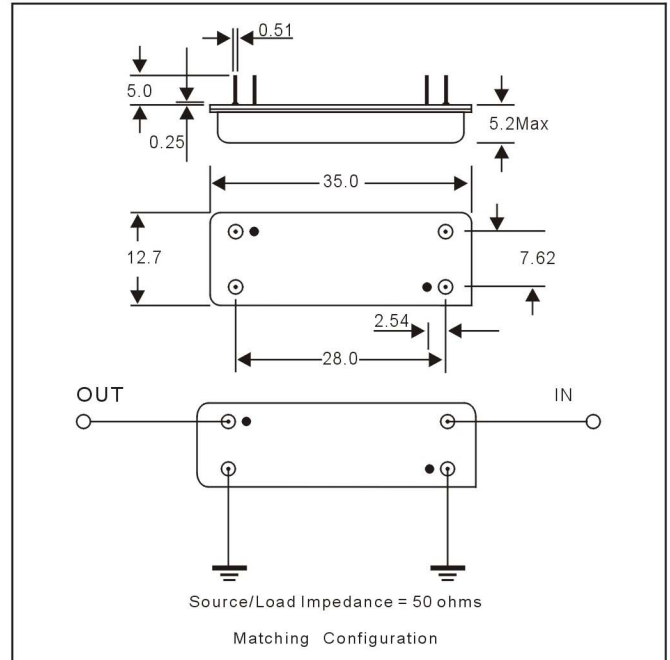 0.51
5.0
0.25
5.2Max
35.0
12.7
7.62
2.54
28.0
OUT
IN
Source/Load Impedance = 50 ohms
Matching Configuration